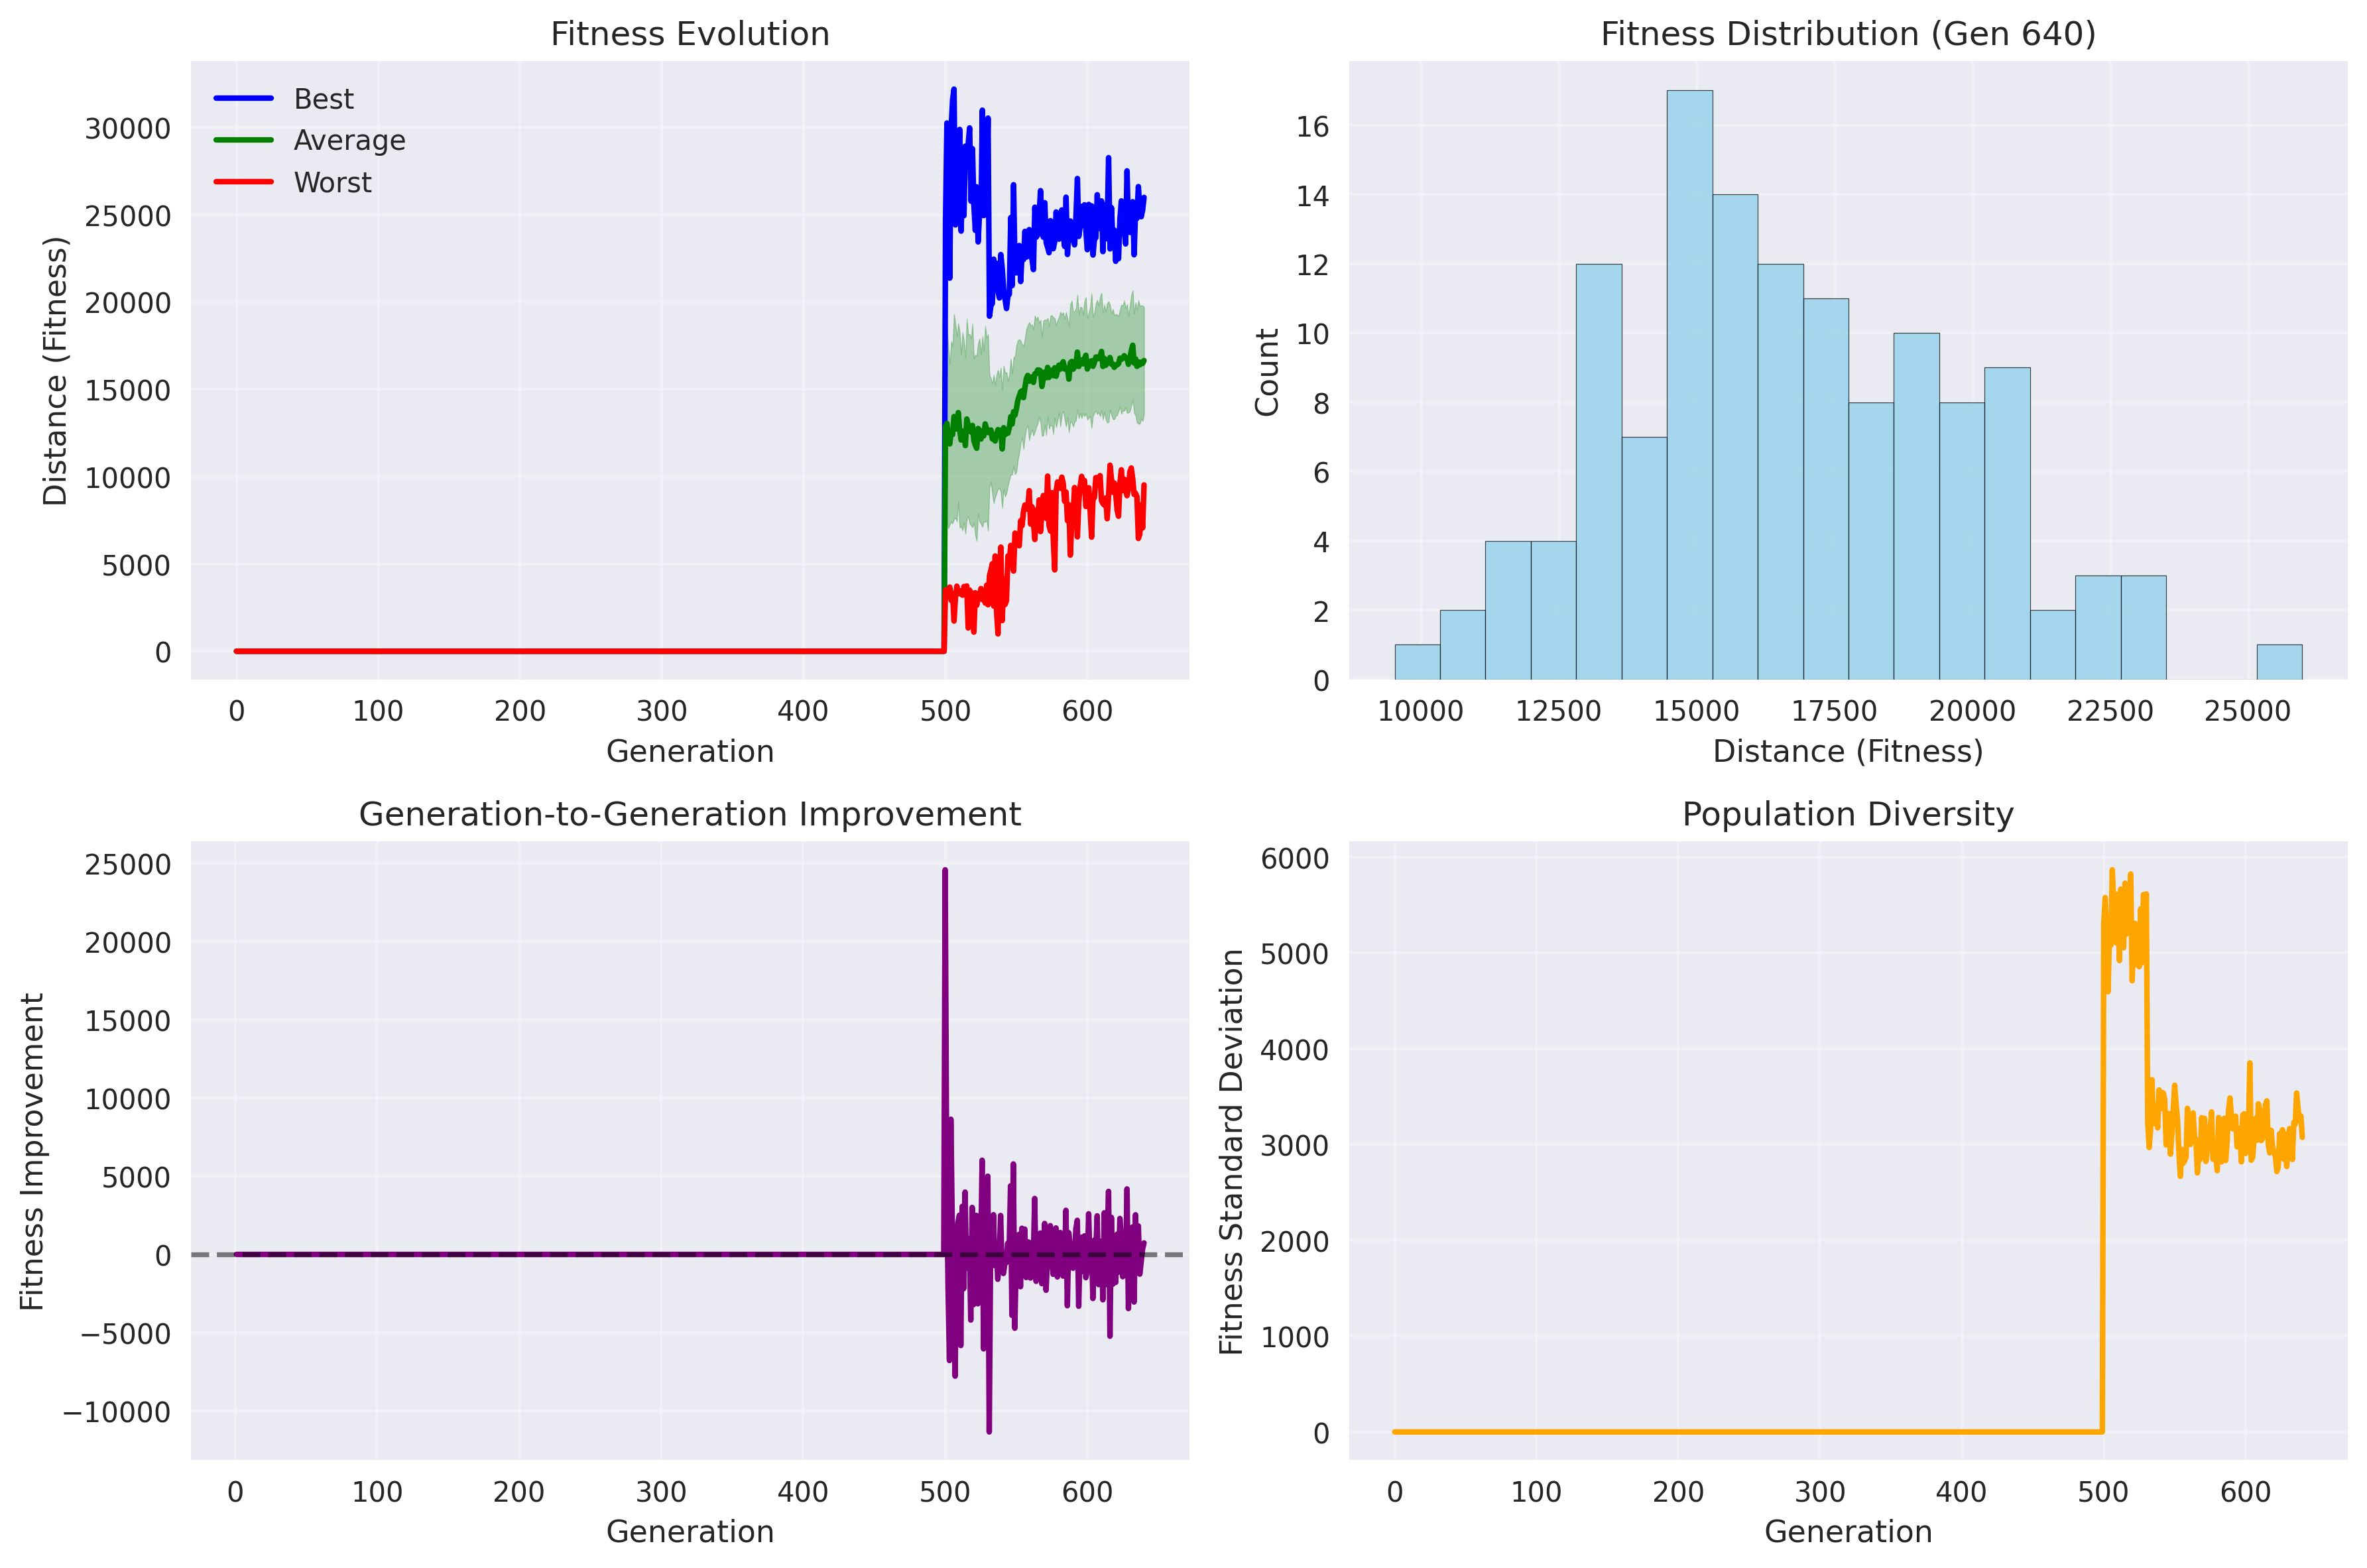 Fitness Evolution
Best
Average
Worst
30000
25000
20000
15000
10000
5000
0
Distance (Fitness)
0 100 200 300 400 500 600
Generation
Fitness Distribution (Gen 640)
16
14
12
10
8
6
4
2
0
Count
10000 12500 15000 17500 20000 22500 25000
Distance (Fitness)
Generation-to-Generation Improvement
25000
20000
15000
10000
5000
0
−5000
−10000
Fitness Improvement
0 100 200 300 400 500 600
Generation
Population Diversity
6000
5000
4000
3000
2000
1000
0
Fitness Standard Deviation
0 100 200 300 400 500 600
Generation